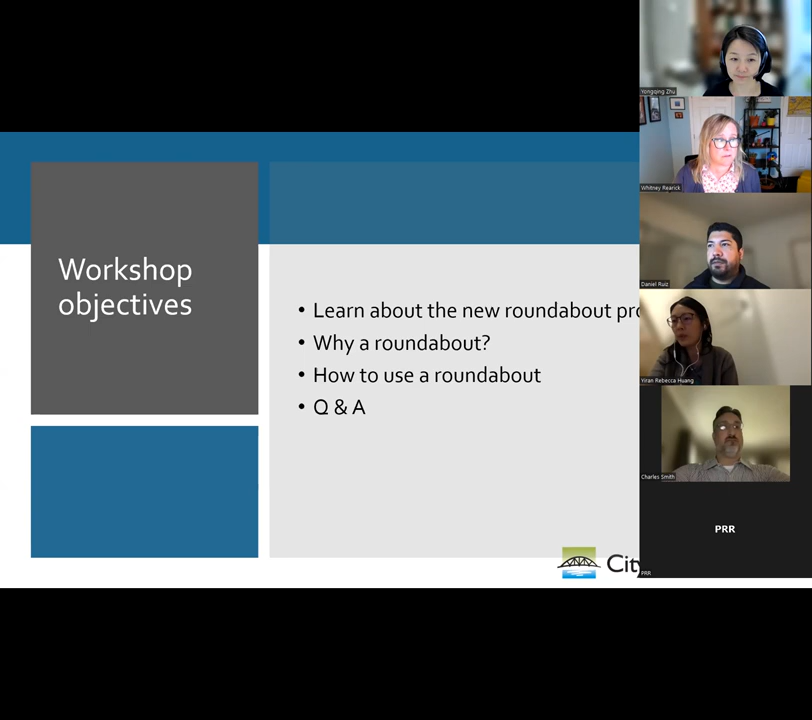 Workshop
objectives
• Learn about the new roundabout pro
• Why a roundabout?
• How to use a roundabout
• Q & A
City
Yongqing Zhu
Whitney Rearick
Daniel Ruiz
Yiran Rebecca Huang
Charles Smith
PRR
PRR